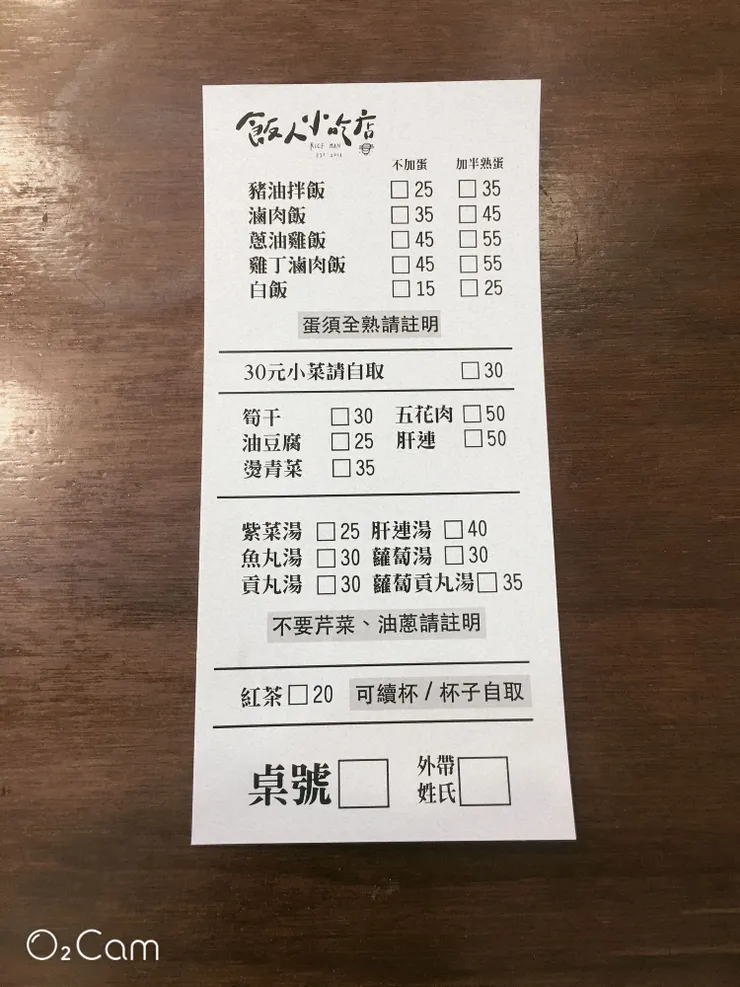 飯人小吃店
RICE MAN
不加蛋 加半熟蛋
豬油拌飯 □ 25 □ 35
滷肉飯 □ 35 □ 45
蔥油雞飯 □ 45 □ 55
雞丁滷肉飯 □ 45 □ 55
白飯 □ 15 □ 25
蛋須全熟請註明
30元小菜請自取 □ 30
筍干 □ 30 五花肉 □ 50
油豆腐 □ 25 肝連 □ 50
燙青菜 □ 35
紫菜湯 □ 25 肝連湯 □ 40
魚丸湯 □ 30 蘿蔔湯 □ 30
貢丸湯 □ 30 蘿蔔貢丸湯 □ 35
不要芹菜、油蔥請註明
紅茶 □ 20 可續杯 / 杯子自取
桌號 □ 外帶姓氏 □
O2Cam